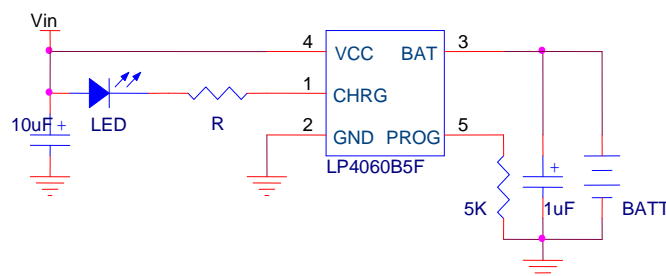 Vin
4 VCC BAT 3
1 CHRG
10uF + LED R
2 GND PROG 5
LP4060B5F
+
5K 1uF BATT